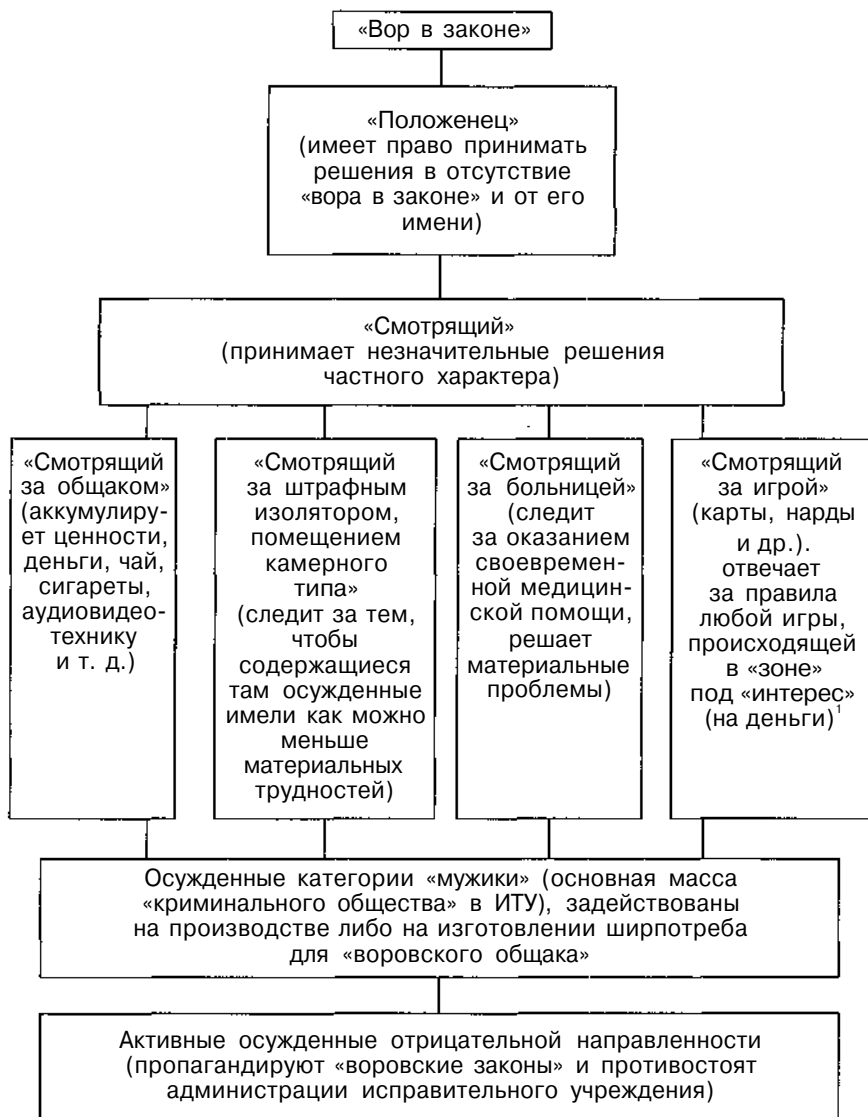 «Вор в законе»
«Положенец»
(имеет право принимать
решения в отсутствие
«вора в законе» и от его
имени)
«Смотрящий»
(принимает незначительные решения
частного характера)
«Смотрящий
за общаком»
(аккумулиру-
ет ценности,
деньги, чай,
сигареты,
аудиовидео-
технику
и т. д.)
«Смотрящий
за штрафным
изолятором,
помещением
камерного
типа»
(следит за тем,
чтобы
содержащиеся
там осужденные
имели как можно
меньше
материальных
трудностей)
«Смотрящий
за больницей»
(следит
за оказанием
своевремен-
ной медицин-
ской помощи,
решает
материальные
проблемы)
«Смотрящий
за игрой»
(карты, нарды
и др.).
отвечает
за правила
любой игры,
происходящей
в «зоне»
под «интерес»
(на деньги)¹
Осужденные категории «мужики» (основная масса
«криминального общества» в ИТУ), задействованы
на производстве либо на изготовлении ширпотреба
для «воровского общака»
Активные осужденные отрицательной направленности
(пропагандируют «воровские законы» и противостоят
администрации исправительного учреждения)